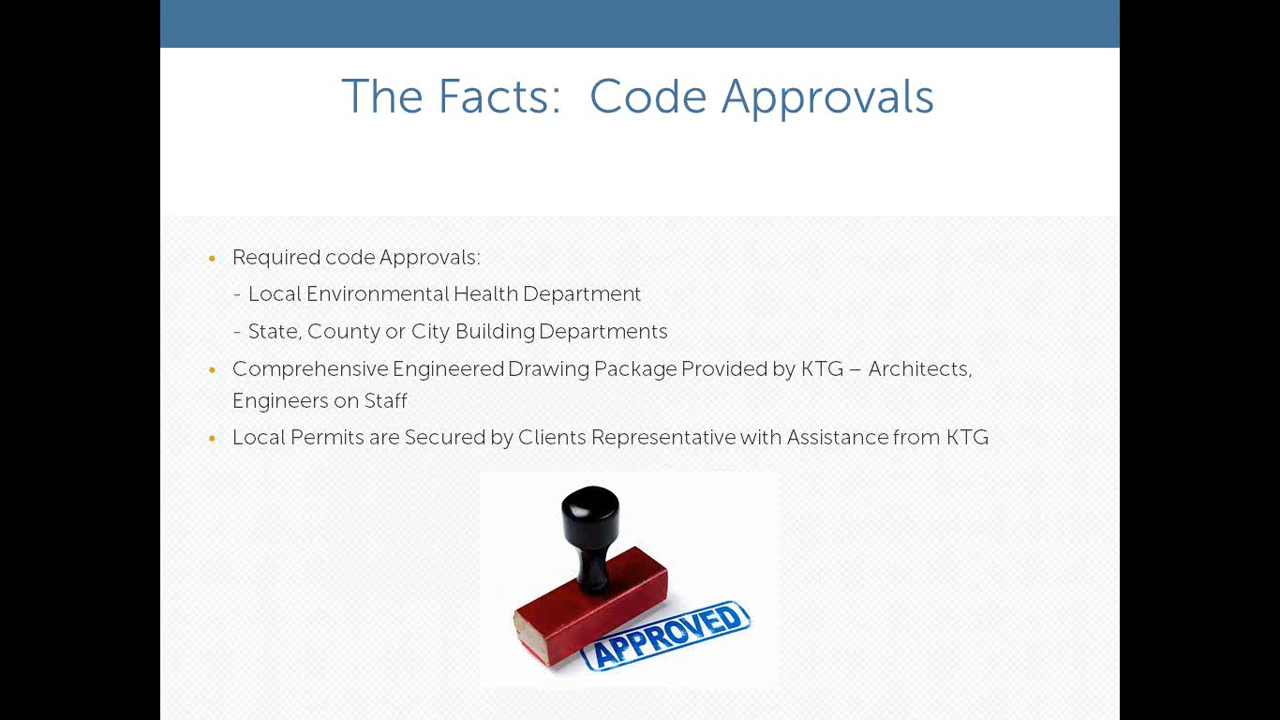 The Facts:  Code Approvals
• Required code Approvals:
- Local Environmental Health Department
- State, County or City Building Departments
• Comprehensive Engineered Drawing Package Provided by KTG – Architects,
Engineers on Staff
• Local Permits are Secured by Clients Representative with Assistance from KTG
APPROVED